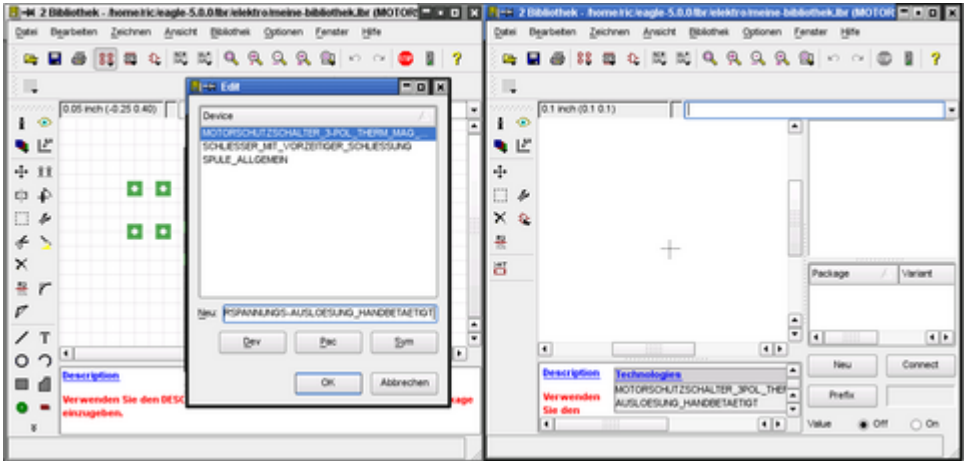 2 Bibliothek - /home/ric/eagle-5.0.0/lbr/elektro/meine-bibliothek.lbr (MOTOR
Datei Bearbeiten Zeichnen Ansicht Bibliothek Optionen Fenster Hilfe
0.05 inch (-0.25 0.40)
Edit
Device
MOTORSCHUTZSCHALTER_3-POL_THERM_MAG_...
SCHLIESSER_MIT_VORZEITIGER_SCHLIESSUNG
SPULE_ALLGEMEIN
Neu: RSPANNUNGS-AUSLOESUNG_HANDBETAETIGT
Dev Pac Sym
OK Abbrechen
Description
Verwenden Sie den DESC
kage
einzugeben.
2 Bibliothek - /home/ric/eagle-5.0.0/lbr/elektro/meine-bibliothek.lbr (MOTOR
Datei Bearbeiten Zeichnen Ansicht Bibliothek Optionen Fenster Hilfe
0.1 inch (0.1 0.1)
Package Variant
Description
Verwenden
Sie den
Technologies
MOTORSCHUTZSCHALTER_3POL_THER
AUSLOESUNG_HANDBETAETIGT
Neu Connect
Prefix
Value Off On